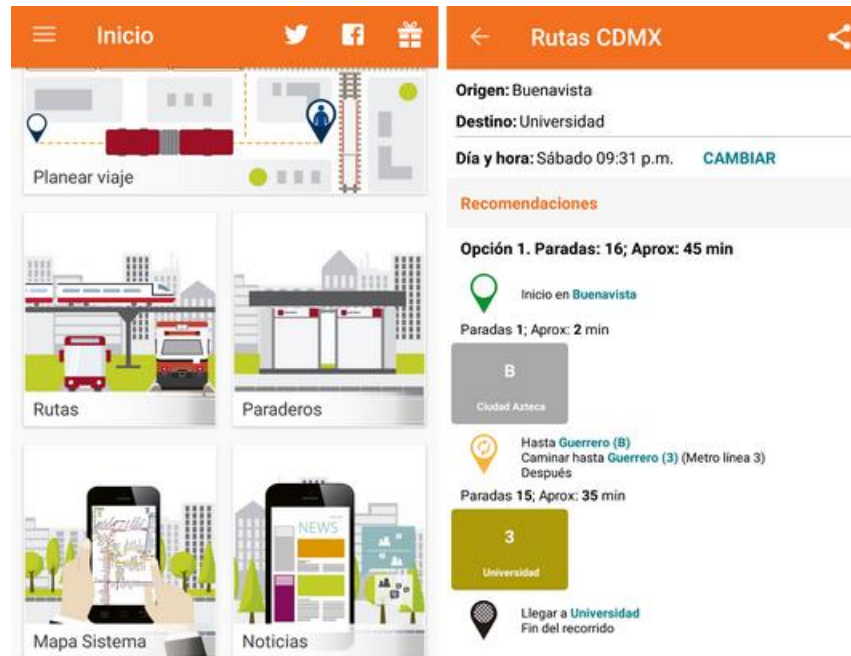 Inicio
Planear viaje
Rutas
Paraderos
NEWS
Mapa Sistema
Noticias
Rutas CDMX
Origen: Buenavista
Destino: Universidad
Día y hora: Sábado 09:31 p.m. CAMBIAR
Recomendaciones
Opción 1. Paradas: 16; Aprox: 45 min
Inicio en Buenavista
Paradas 1; Aprox: 2 min
B
Ciudad Azteca
Hasta Guerrero (B)
Caminar hasta Guerrero (3) (Metro línea 3)
Después
Paradas 15; Aprox: 35 min
3
Universidad
Llegar a Universidad
Fin del recorrido